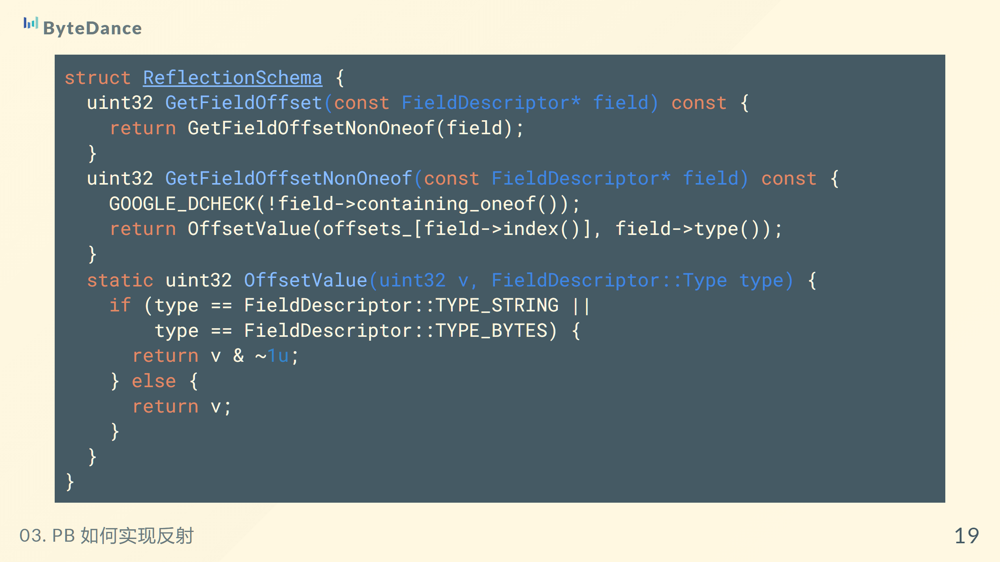 ByteDance
struct ReflectionSchema {
  uint32 GetFieldOffset(const FieldDescriptor* field) const {
    return GetFieldOffsetNonOneof(field);
  }
  uint32 GetFieldOffsetNonOneof(const FieldDescriptor* field) const {
    GOOGLE_DCHECK(!field->containing_oneof());
    return OffsetValue(offsets_[field->index()], field->type());
  }
  static uint32 OffsetValue(uint32 v, FieldDescriptor::Type type) {
    if (type == FieldDescriptor::TYPE_STRING ||
        type == FieldDescriptor::TYPE_BYTES) {
      return v & ~1u;
    } else {
      return v;
    }
  }
}
03. PB 如何实现反射
19